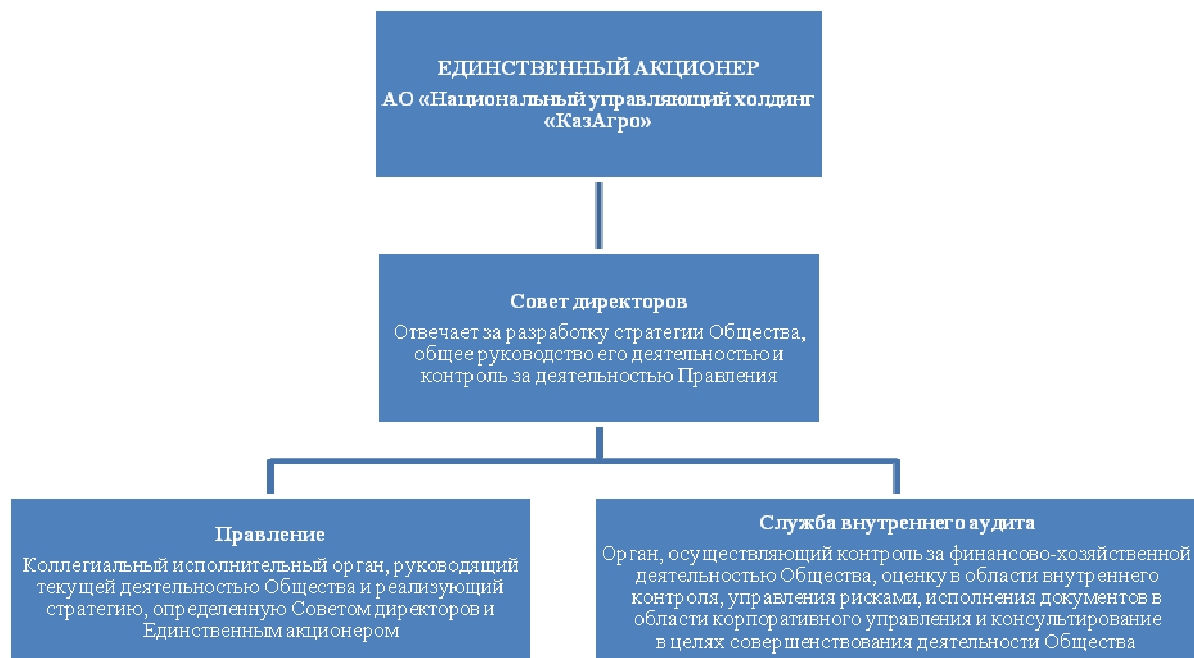 ЕДИНСТВЕННЫЙ АКЦИОНЕР
АО «Национальный управляющий холдинг
«КазАгро»
Совет директоров
Отвечает за разработку стратегии Общества,
общее руководство его деятельностью и
контроль за деятельностью Правления
Правление
Коллегиальный исполнительный орган, руководящий
текущей деятельностью Общества и реализующий
стратегию, определенную Советом директоров и
Единственным акционером
Служба внутреннего аудита
Орган, осуществляющий контроль за финансово-хозяйственной
деятельностью Общества, оценку в области внутреннего
контроля, управления рисками, исполнения документов в
области корпоративного управления и консультирование
в целях совершенствования деятельности Общества